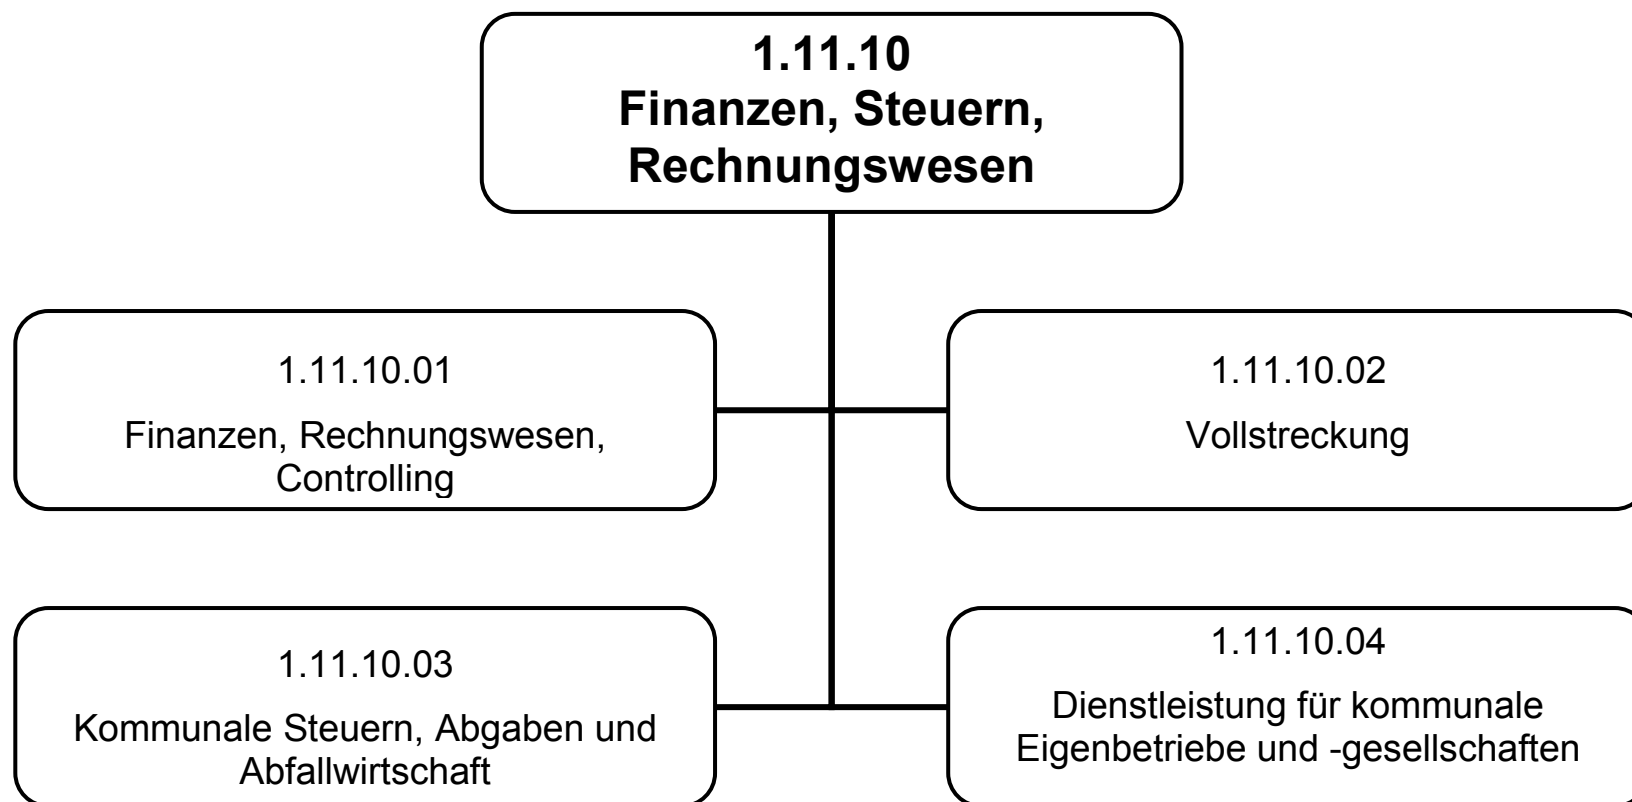 1.11.10
Finanzen, Steuern,
Rechnungswesen
1.11.10.01
Finanzen, Rechnungswesen,
Controlling
1.11.10.02
Vollstreckung
1.11.10.03
Kommunale Steuern, Abgaben und
Abfallwirtschaft
1.11.10.04
Dienstleistung für kommunale
Eigenbetriebe und -gesellschaften